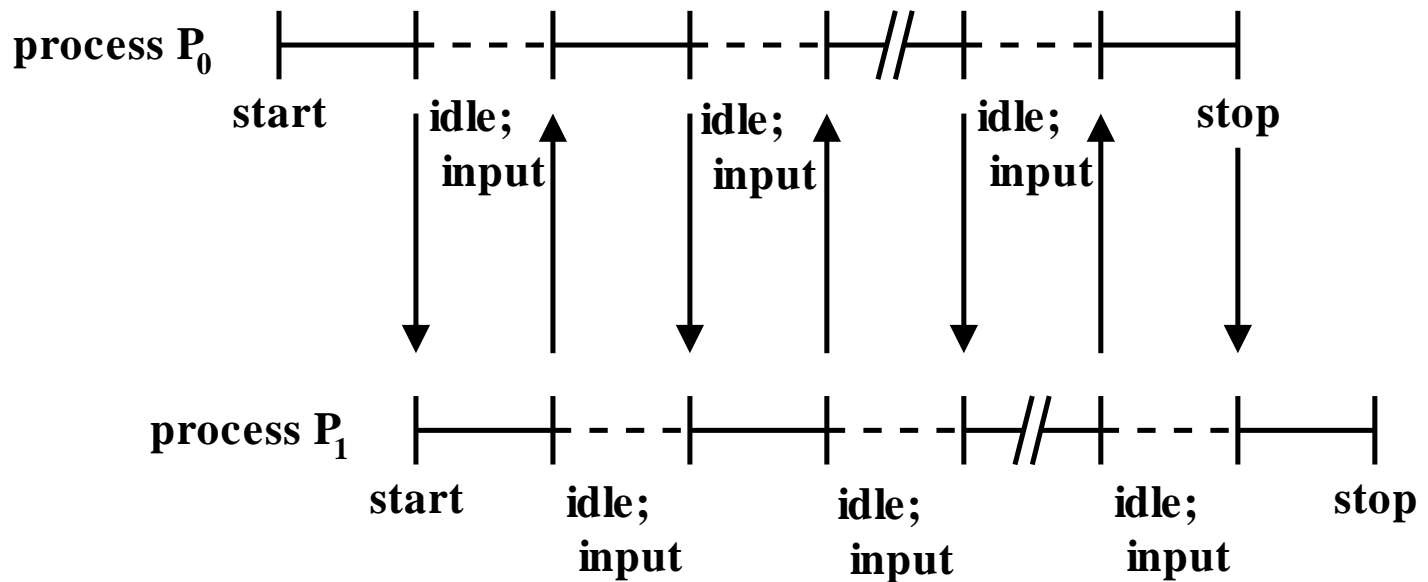 process P0
start
idle;
input
idle;
input
idle;
input
stop
process P1
start
idle;
input
idle;
input
idle;
input
stop